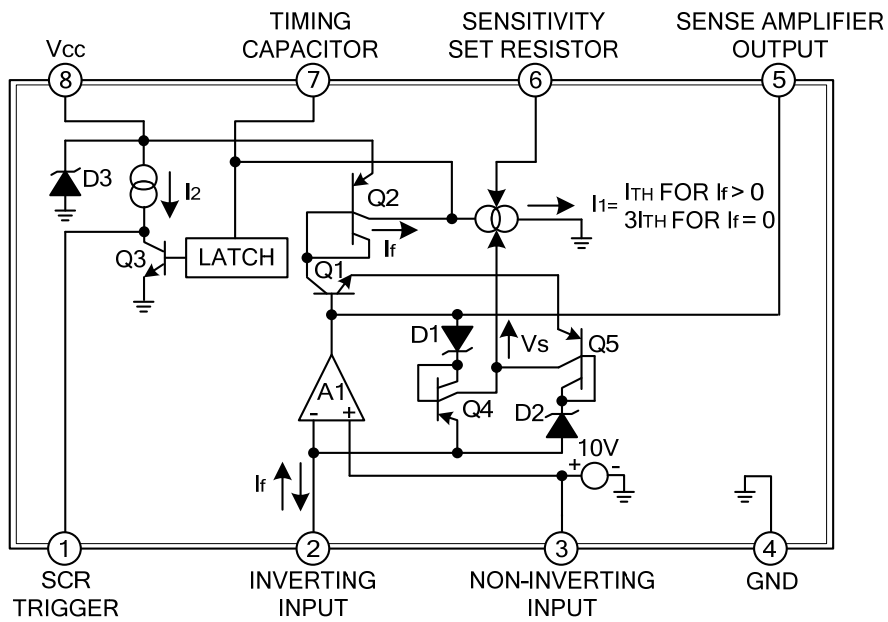 TIMING
CAPACITOR
SENSITIVITY
SET RESISTOR
SENSE AMPLIFIER
OUTPUT
Vcc
8
7
6
5
D3
I2
Q2
If
I1= ITH FOR If > 0
3ITH FOR If = 0
Q3
LATCH
Q1
D1
Vs
Q5
A1
- +
Q4
D2
10V
+ -
If
1
2
3
4
SCR
TRIGGER
INVERTING
INPUT
NON-INVERTING
INPUT
GND